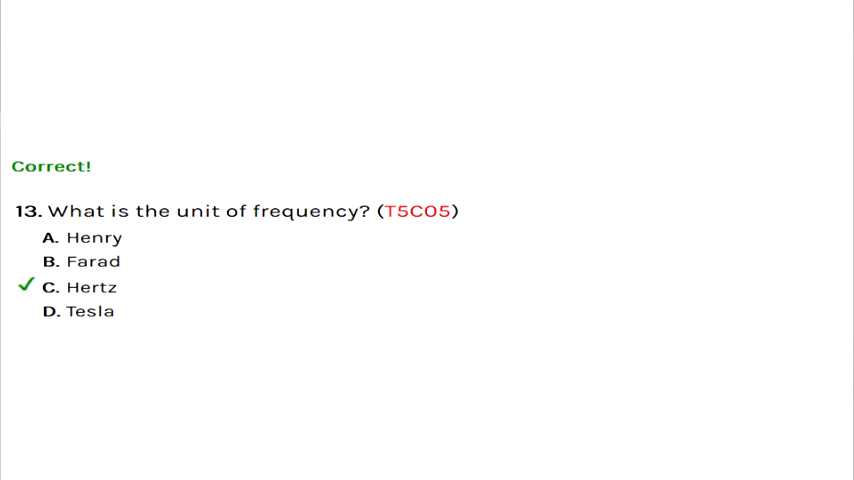 Correct!
13. What is the unit of frequency? (T5C05)
A. Henry
B. Farad
C. Hertz
D. Tesla